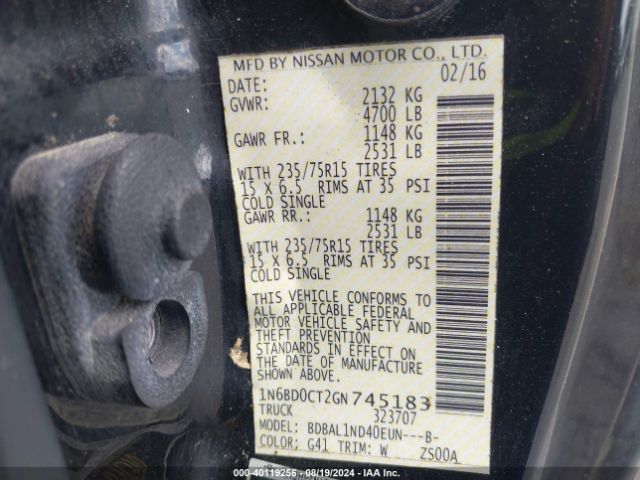 MFD BY NISSAN MOTOR CO., LTD.
DATE: 02/16
GVWR: 2132 KG
4700 LB
GAWR FR.: 1148 KG
2531 LB
WITH 235/75R15 TIRES
15 X 6.5 RIMS AT 35 PSI
COLD SINGLE
GAWR RR.: 1148 KG
2531 LB
WITH 235/75R15 TIRES
15 X 6.5 RIMS AT 35 PSI
COLD SINGLE
THIS VEHICLE CONFORMS TO
ALL APPLICABLE FEDERAL
MOTOR VEHICLE SAFETY AND
THEFT PREVENTION
STANDARDS IN EFFECT ON
THE DATE OF MANUFACTURE
SHOWN ABOVE.
1N6BD0CT2GN745183
TRUCK 323707
MODEL: BDBAL1ND40EUN---B-
COLOR: G41 TRIM: W ZS00A
COPART 40119256 - 08/19/2024 - IAAI.COM